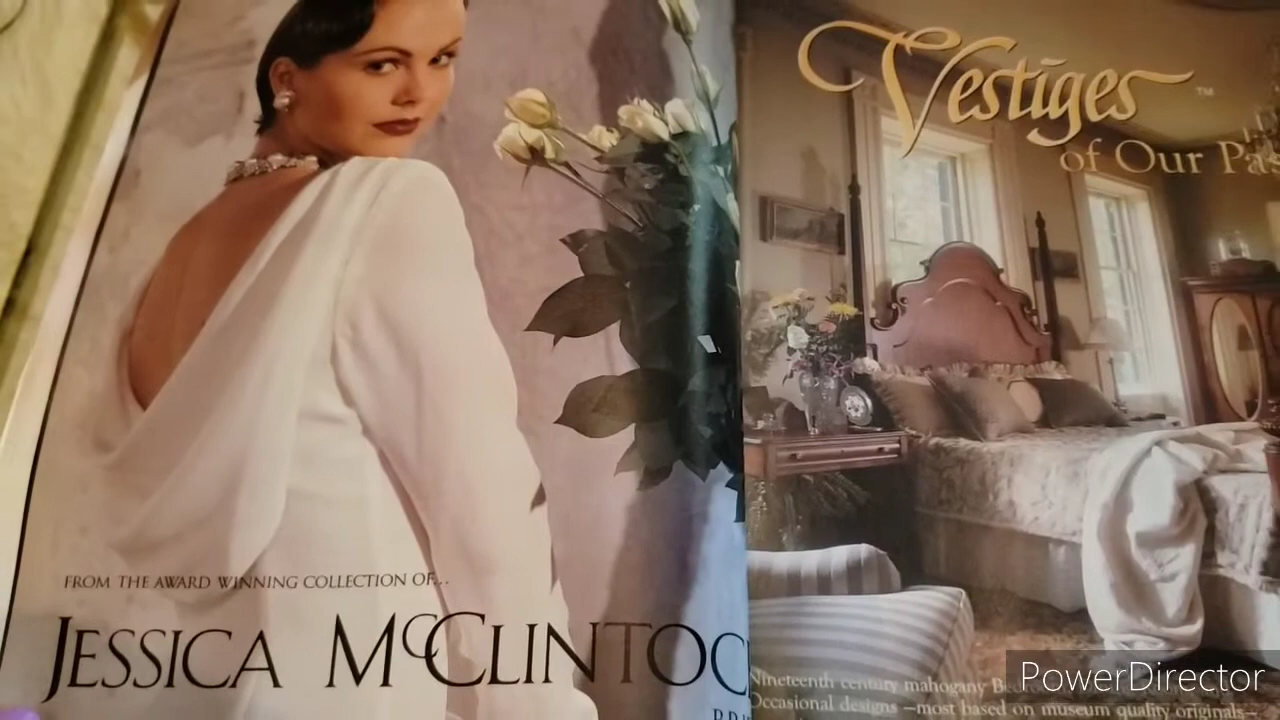 FROM THE AWARD WINNING COLLECTION OF...
JESSICA McCLINTOC
Vestiges™
of Our Pas
Nineteenth century mahogany
Occasional designs –most based on museum quality originals–
PowerDirector